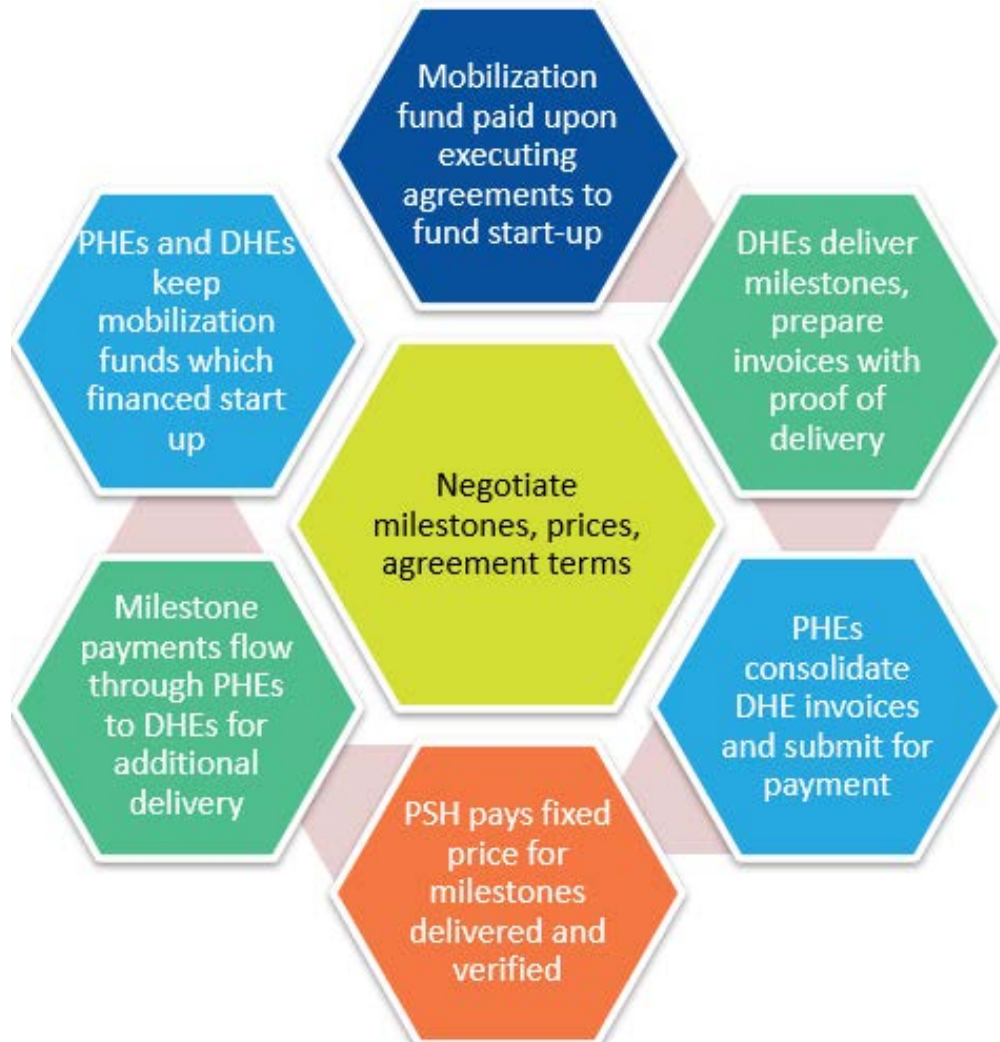 Mobilization
fund paid upon
executing
agreements to
fund start-up
DHEs deliver
milestones,
prepare
invoices with
proof of
delivery
PHEs
consolidate
DHE invoices
and submit for
payment
PSH pays fixed
price for
milestones
delivered and
verified
Milestone
payments flow
through PHEs
to DHEs for
additional
delivery
PHEs and DHEs
keep
mobilization
funds which
financed start
up
Negotiate
milestones, prices,
agreement terms